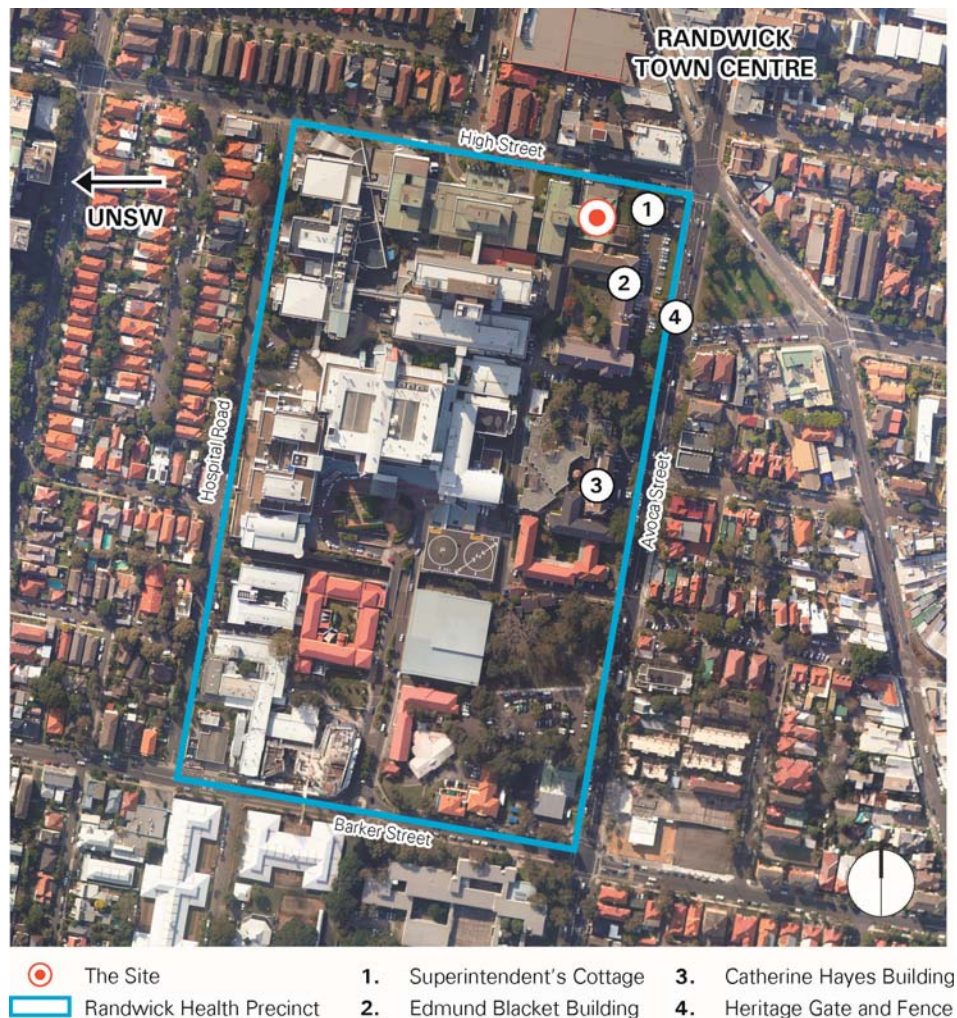 RANDWICK
TOWN CENTRE
High Street
UNSW
1
2
4
Hospital Road
3
Avoca Street
Barker Street
The Site
1. Superintendent's Cottage
3. Catherine Hayes Building
Randwick Health Precinct
2. Edmund Blacket Building
4. Heritage Gate and Fence